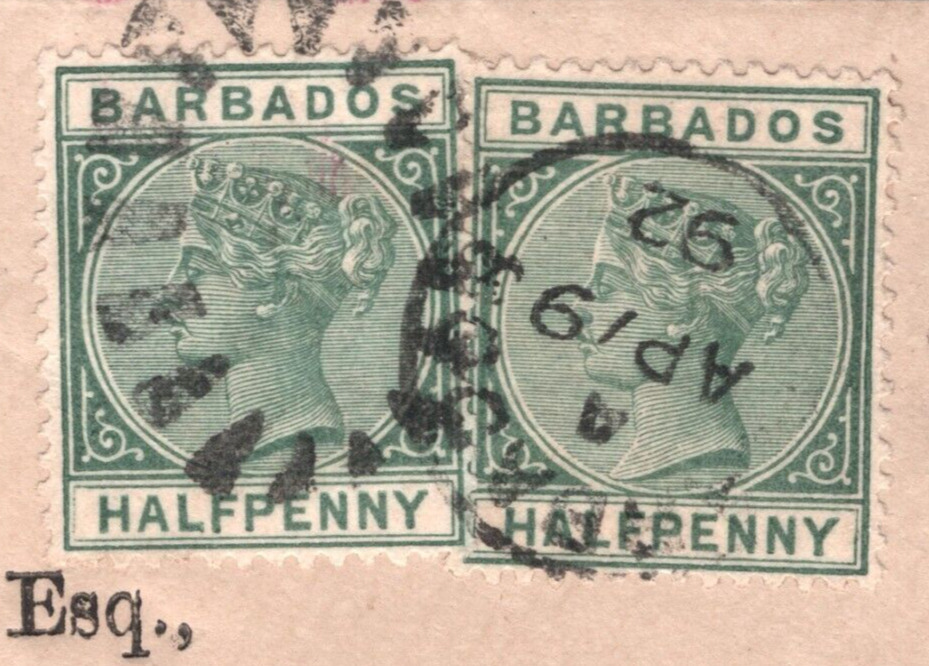 BARBADOS
HALFPENNY
BARBADOS
HALFPENNY
AP 19
92
Esq.,